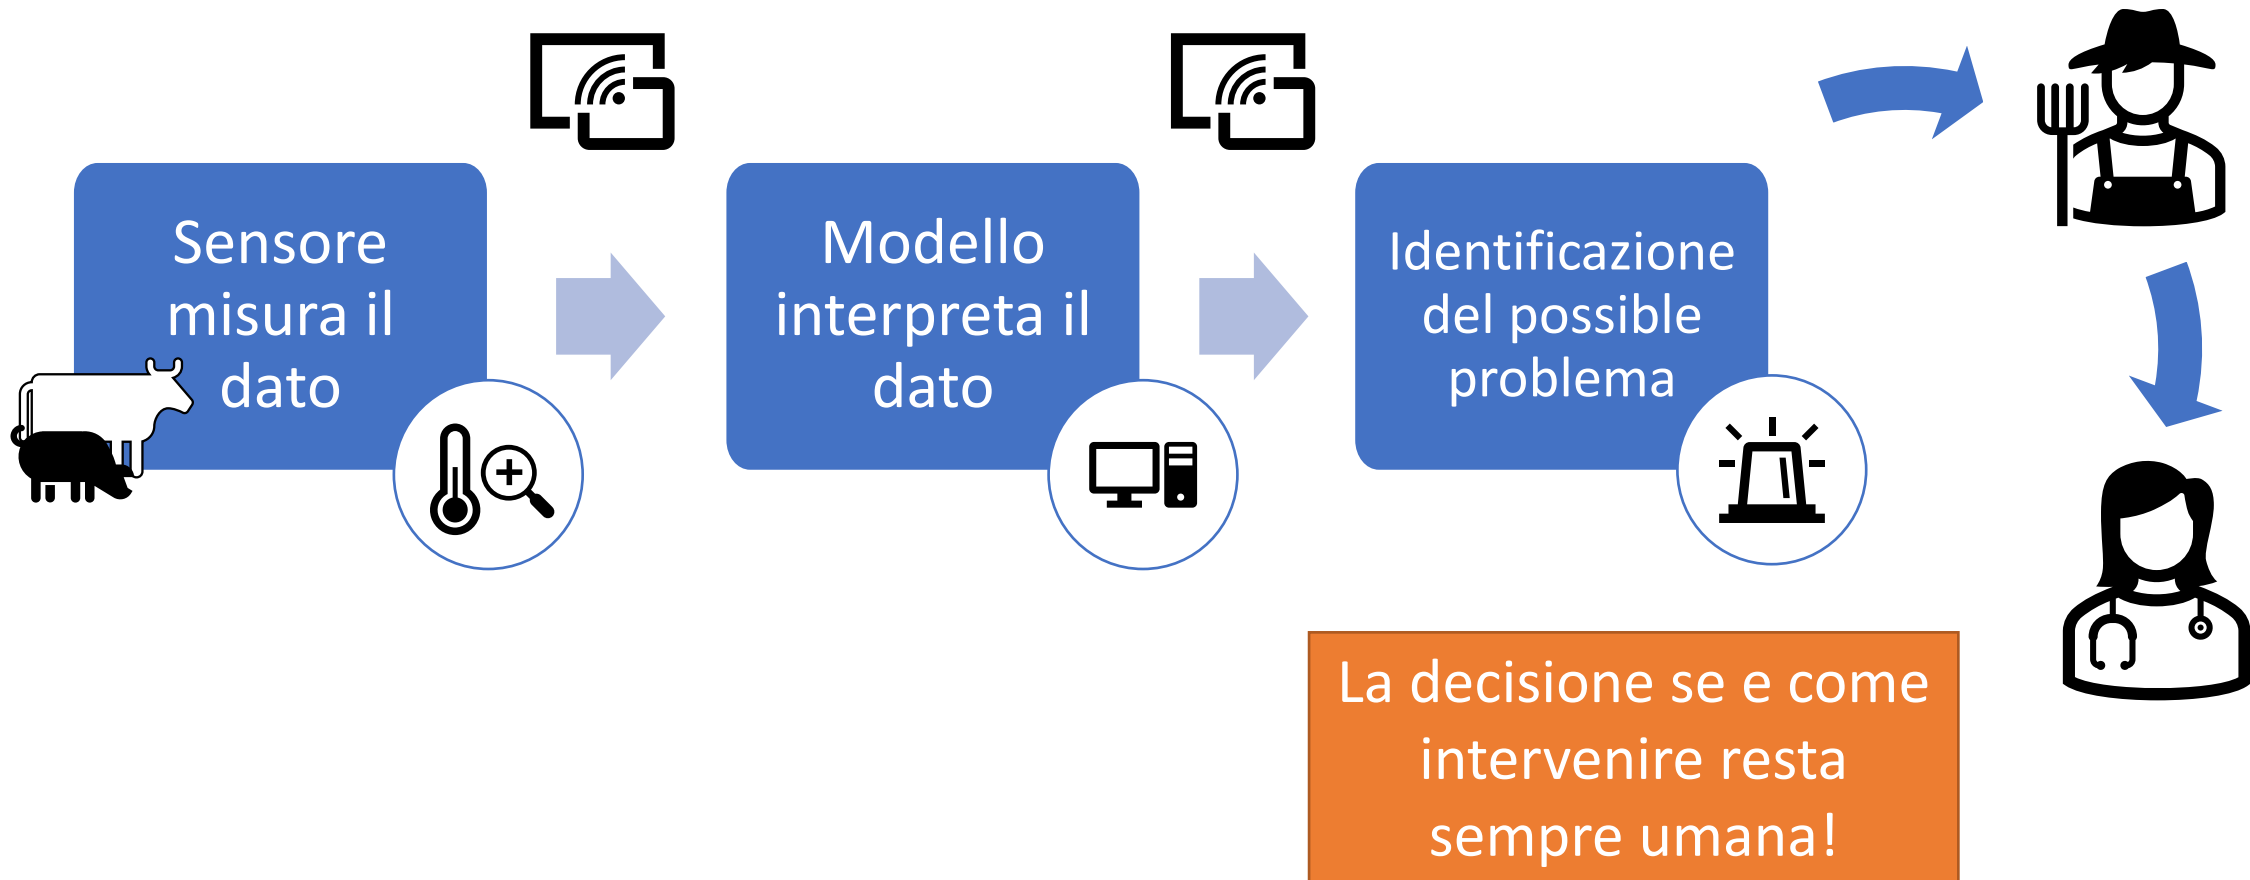 Sensore
misura il
dato
Modello
interpreta il
dato
Identificazione
del possible
problema
La decisione se e come
intervenire resta
sempre umana!